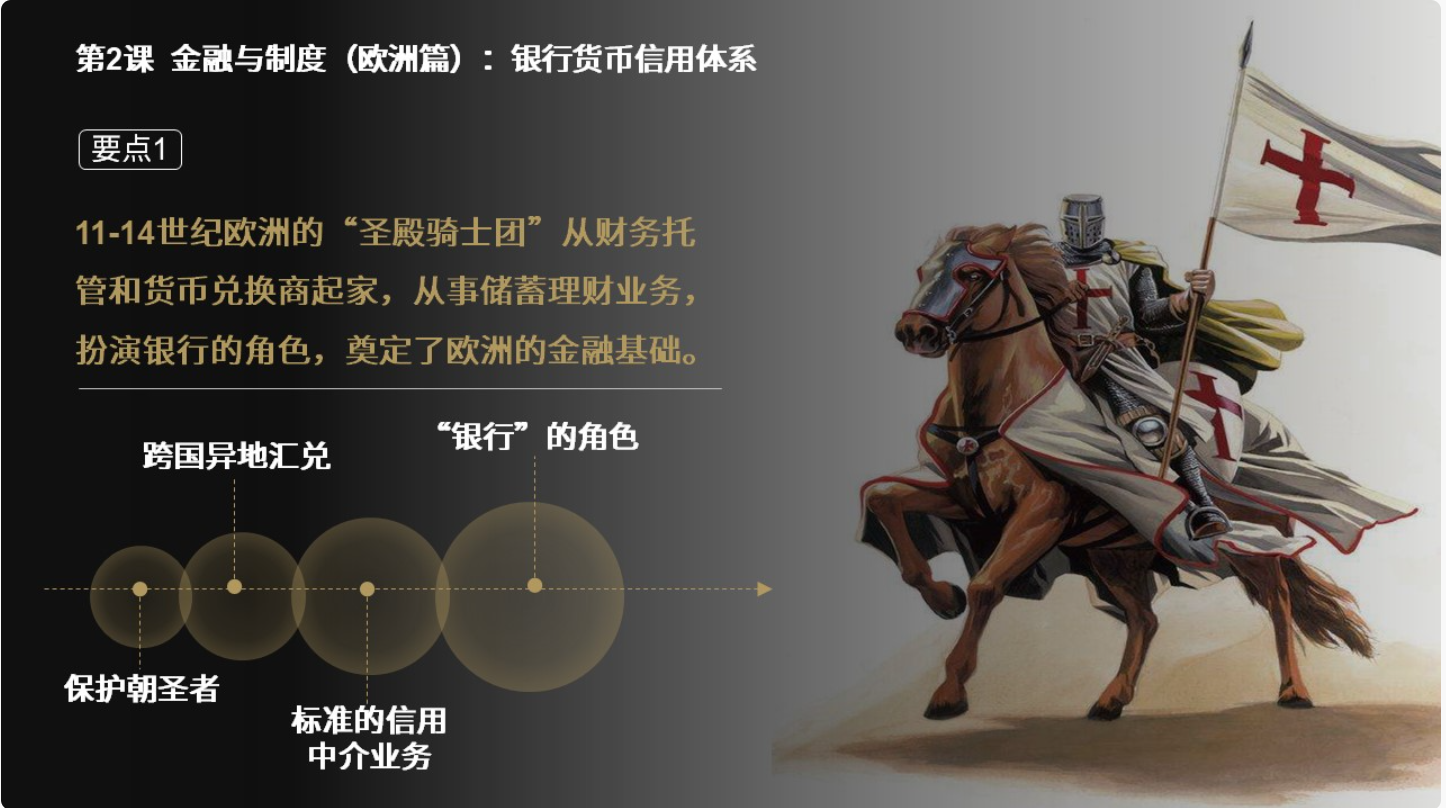 第2课 金融与制度（欧洲篇）：银行货币信用体系
要点1
11-14世纪欧洲的“圣殿骑士团”从财务托
管和货币兑换商起家，从事储蓄理财业务，
扮演银行的角色，奠定了欧洲的金融基础。
“银行”的角色
跨国异地汇兑
保护朝圣者
标准的信用
中介业务